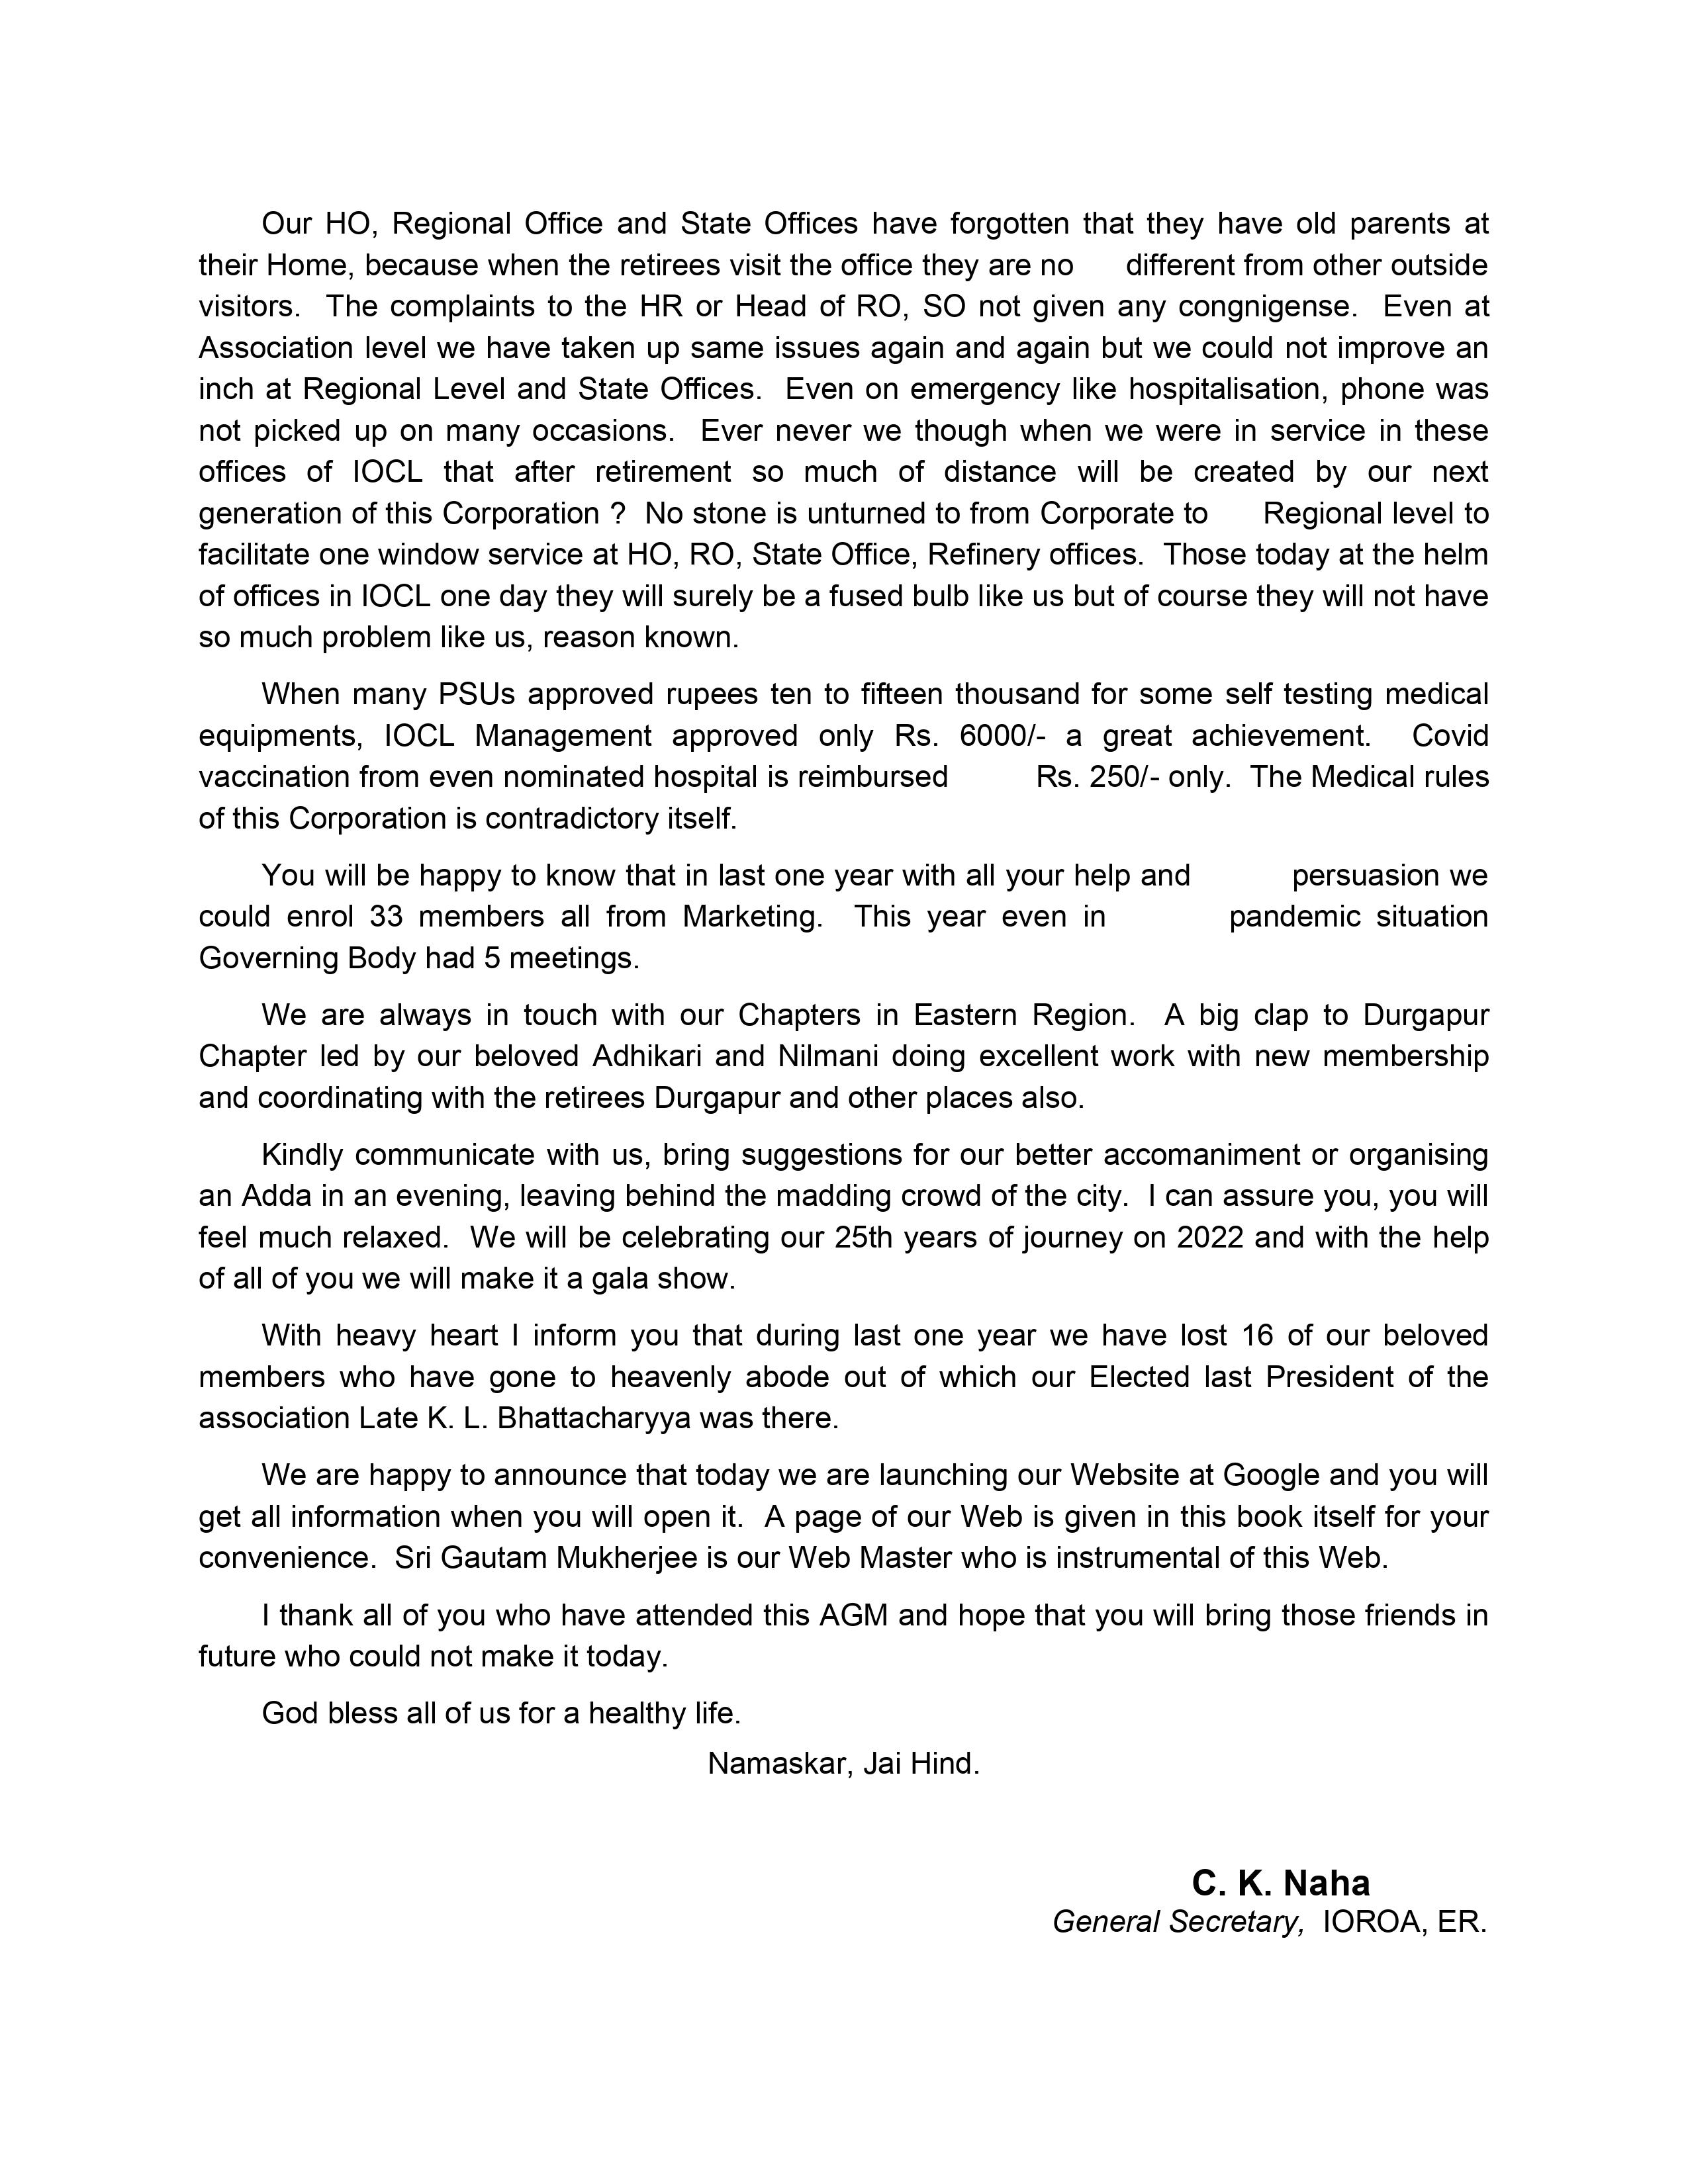 Our HO, Regional Office and State Offices have forgotten that they have old parents at
their Home, because when the retirees visit the office they are no different from other outside
visitors. The complaints to the HR or Head of RO, SO not given any congnigense. Even at
Association level we have taken up same issues again and again but we could not improve an
inch at Regional Level and State Offices. Even on emergency like hospitalisation, phone was
not picked up on many occasions. Ever never we though when we were in service in these
offices of IOCL that after retirement so much of distance will be created by our next
generation of this Corporation ? No stone is unturned to from Corporate to Regional level to
facilitate one window service at HO, RO, State Office, Refinery offices. Those today at the helm
of offices in IOCL one day they will surely be a fused bulb like us but of course they will not have
so much problem like us, reason known.
When many PSUs approved rupees ten to fifteen thousand for some self testing medical
equipments, IOCL Management approved only Rs. 6000/- a great achievement. Covid
vaccination from even nominated hospital is reimbursed Rs. 250/- only. The Medical rules
of this Corporation is contradictory itself.
You will be happy to know that in last one year with all your help and persuasion we
could enrol 33 members all from Marketing. This year even in pandemic situation
Governing Body had 5 meetings.
We are always in touch with our Chapters in Eastern Region. A big clap to Durgapur
Chapter led by our beloved Adhikari and Nilmani doing excellent work with new membership
and coordinating with the retirees Durgapur and other places also.
Kindly communicate with us, bring suggestions for our better accomaniment or organising
an Adda in an evening, leaving behind the madding crowd of the city. I can assure you, you will
feel much relaxed. We will be celebrating our 25th years of journey on 2022 and with the help
of all of you we will make it a gala show.
With heavy heart I inform you that during last one year we have lost 16 of our beloved
members who have gone to heavenly abode out of which our Elected last President of the
association Late K. L. Bhattacharyya was there.
We are happy to announce that today we are launching our Website at Google and you will
get all information when you will open it. A page of our Web is given in this book itself for your
convenience. Sri Gautam Mukherjee is our Web Master who is instrumental of this Web.
I thank all of you who have attended this AGM and hope that you will bring those friends in
future who could not make it today.
God bless all of us for a healthy life.
Namaskar, Jai Hind.
C. K. Naha
General Secretary, IOROA, ER.